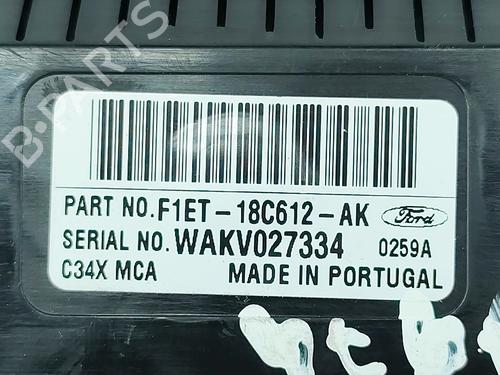 B-PARTS
PART NO.F1ET-18C612-AK Ford
SERIAL NO.WAKV027334 0259A
C34X MCA MADE IN PORTUGAL